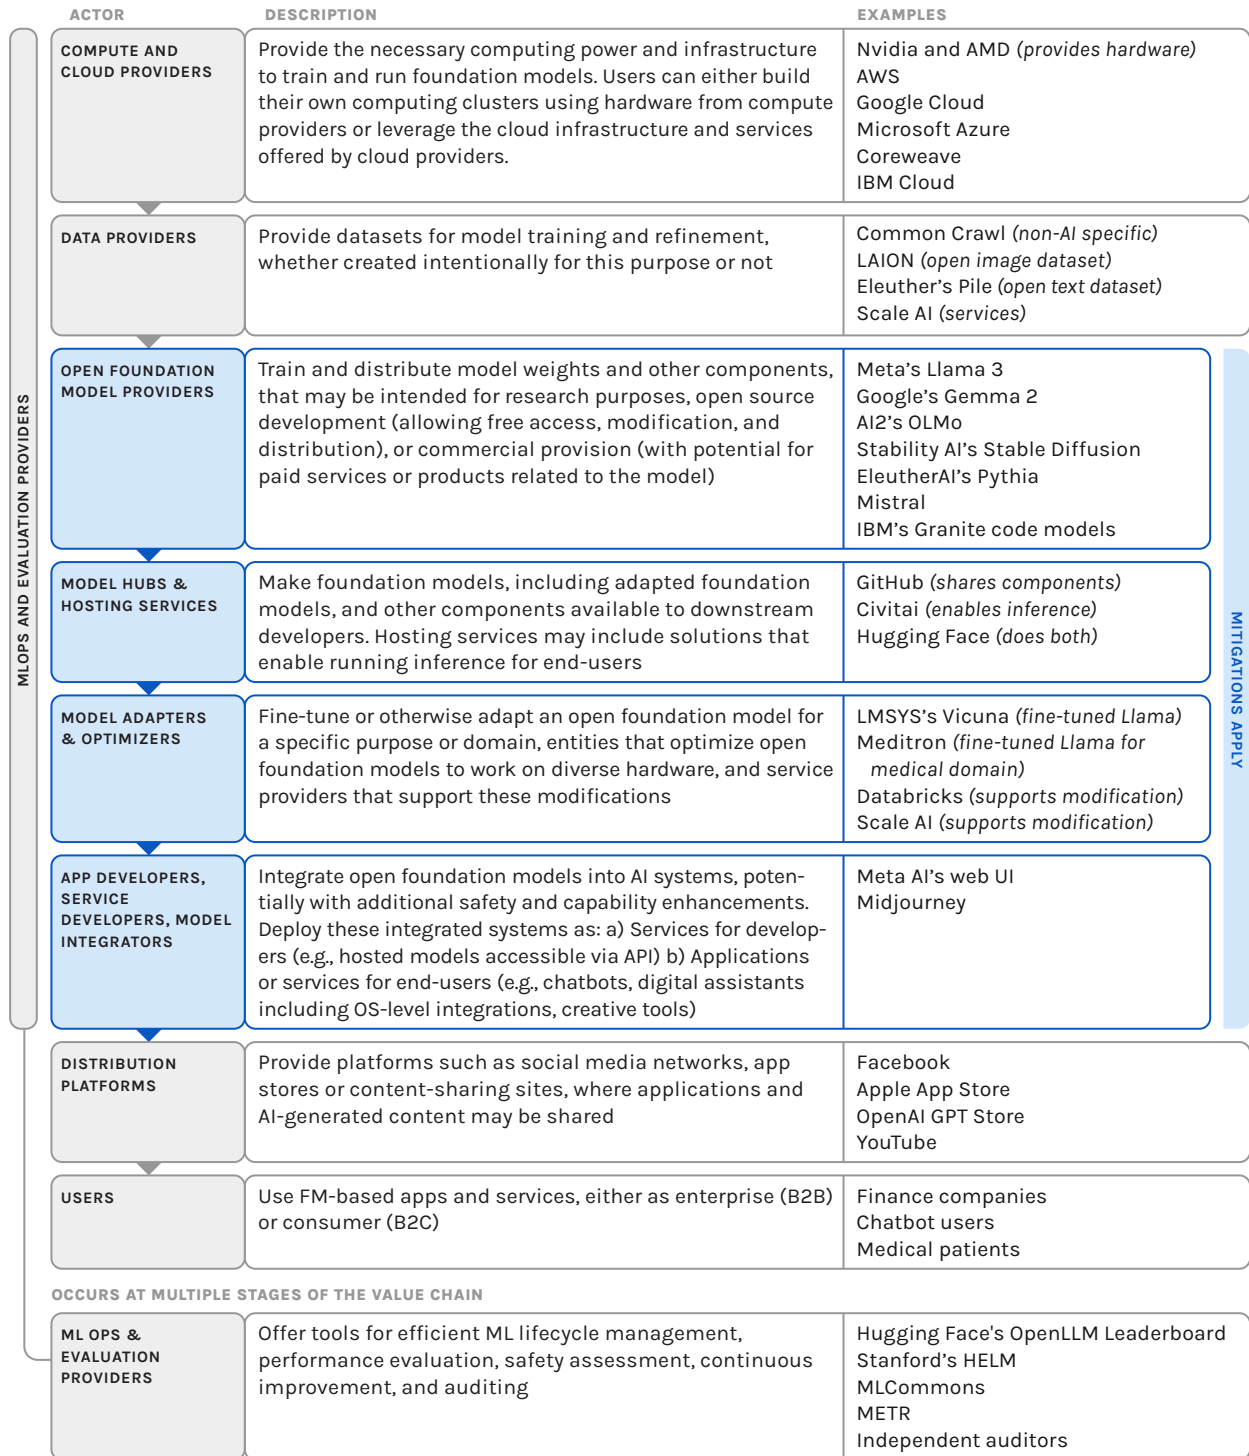 ACTOR DESCRIPTION EXAMPLES
MLOPS AND EVALUATION PROVIDERS
COMPUTE AND
CLOUD PROVIDERS
Provide the necessary computing power and infrastructure
to train and run foundation models. Users can either build
their own computing clusters using hardware from compute
providers or leverage the cloud infrastructure and services
offered by cloud providers.
Nvidia and AMD (provides hardware)
AWS
Google Cloud
Microsoft Azure
Coreweave
IBM Cloud
DATA PROVIDERS
Provide datasets for model training and refinement,
whether created intentionally for this purpose or not
Common Crawl (non-AI specific)
LAION (open image dataset)
Eleuther’s Pile (open text dataset)
Scale AI (services)
OPEN FOUNDATION
MODEL PROVIDERS
Train and distribute model weights and other components,
that may be intended for research purposes, open source
development (allowing free access, modification, and
distribution), or commercial provision (with potential for
paid services or products related to the model)
Meta’s Llama 3
Google’s Gemma 2
AI2’s OLMo
Stability AI’s Stable Diffusion
EleutherAI’s Pythia
Mistral
IBM’s Granite code models
MITIGATIONS APPLY
MODEL HUBS &
HOSTING SERVICES
Make foundation models, including adapted foundation
models, and other components available to downstream
developers. Hosting services may include solutions that
enable running inference for end-users
GitHub (shares components)
Civitai (enables inference)
Hugging Face (does both)
MODEL ADAPTERS
& OPTIMIZERS
Fine-tune or otherwise adapt an open foundation model for
a specific purpose or domain, entities that optimize open
foundation models to work on diverse hardware, and service
providers that support these modifications
LMSYS’s Vicuna (fine-tuned Llama)
Meditron (fine-tuned Llama for
medical domain)
Databricks (supports modification)
Scale AI (supports modification)
APP DEVELOPERS,
SERVICE
DEVELOPERS, MODEL
INTEGRATORS
Integrate open foundation models into AI systems, poten-
tially with additional safety and capability enhancements.
Deploy these integrated systems as: a) Services for develop-
ers (e.g., hosted models accessible via API) b) Applications
or services for end-users (e.g., chatbots, digital assistants
including OS-level integrations, creative tools)
Meta AI’s web UI
Midjourney
DISTRIBUTION
PLATFORMS
Provide platforms such as social media networks, app
stores or content-sharing sites, where applications and
AI-generated content may be shared
Facebook
Apple App Store
OpenAI GPT Store
YouTube
USERS
Use FM-based apps and services, either as enterprise (B2B)
or consumer (B2C)
Finance companies
Chatbot users
Medical patients
OCCURS AT MULTIPLE STAGES OF THE VALUE CHAIN
ML OPS &
EVALUATION
PROVIDERS
Offer tools for efficient ML lifecycle management,
performance evaluation, safety assessment, continuous
improvement, and auditing
Hugging Face's OpenLLM Leaderboard
Stanford’s HELM
MLCommons
METR
Independent auditors